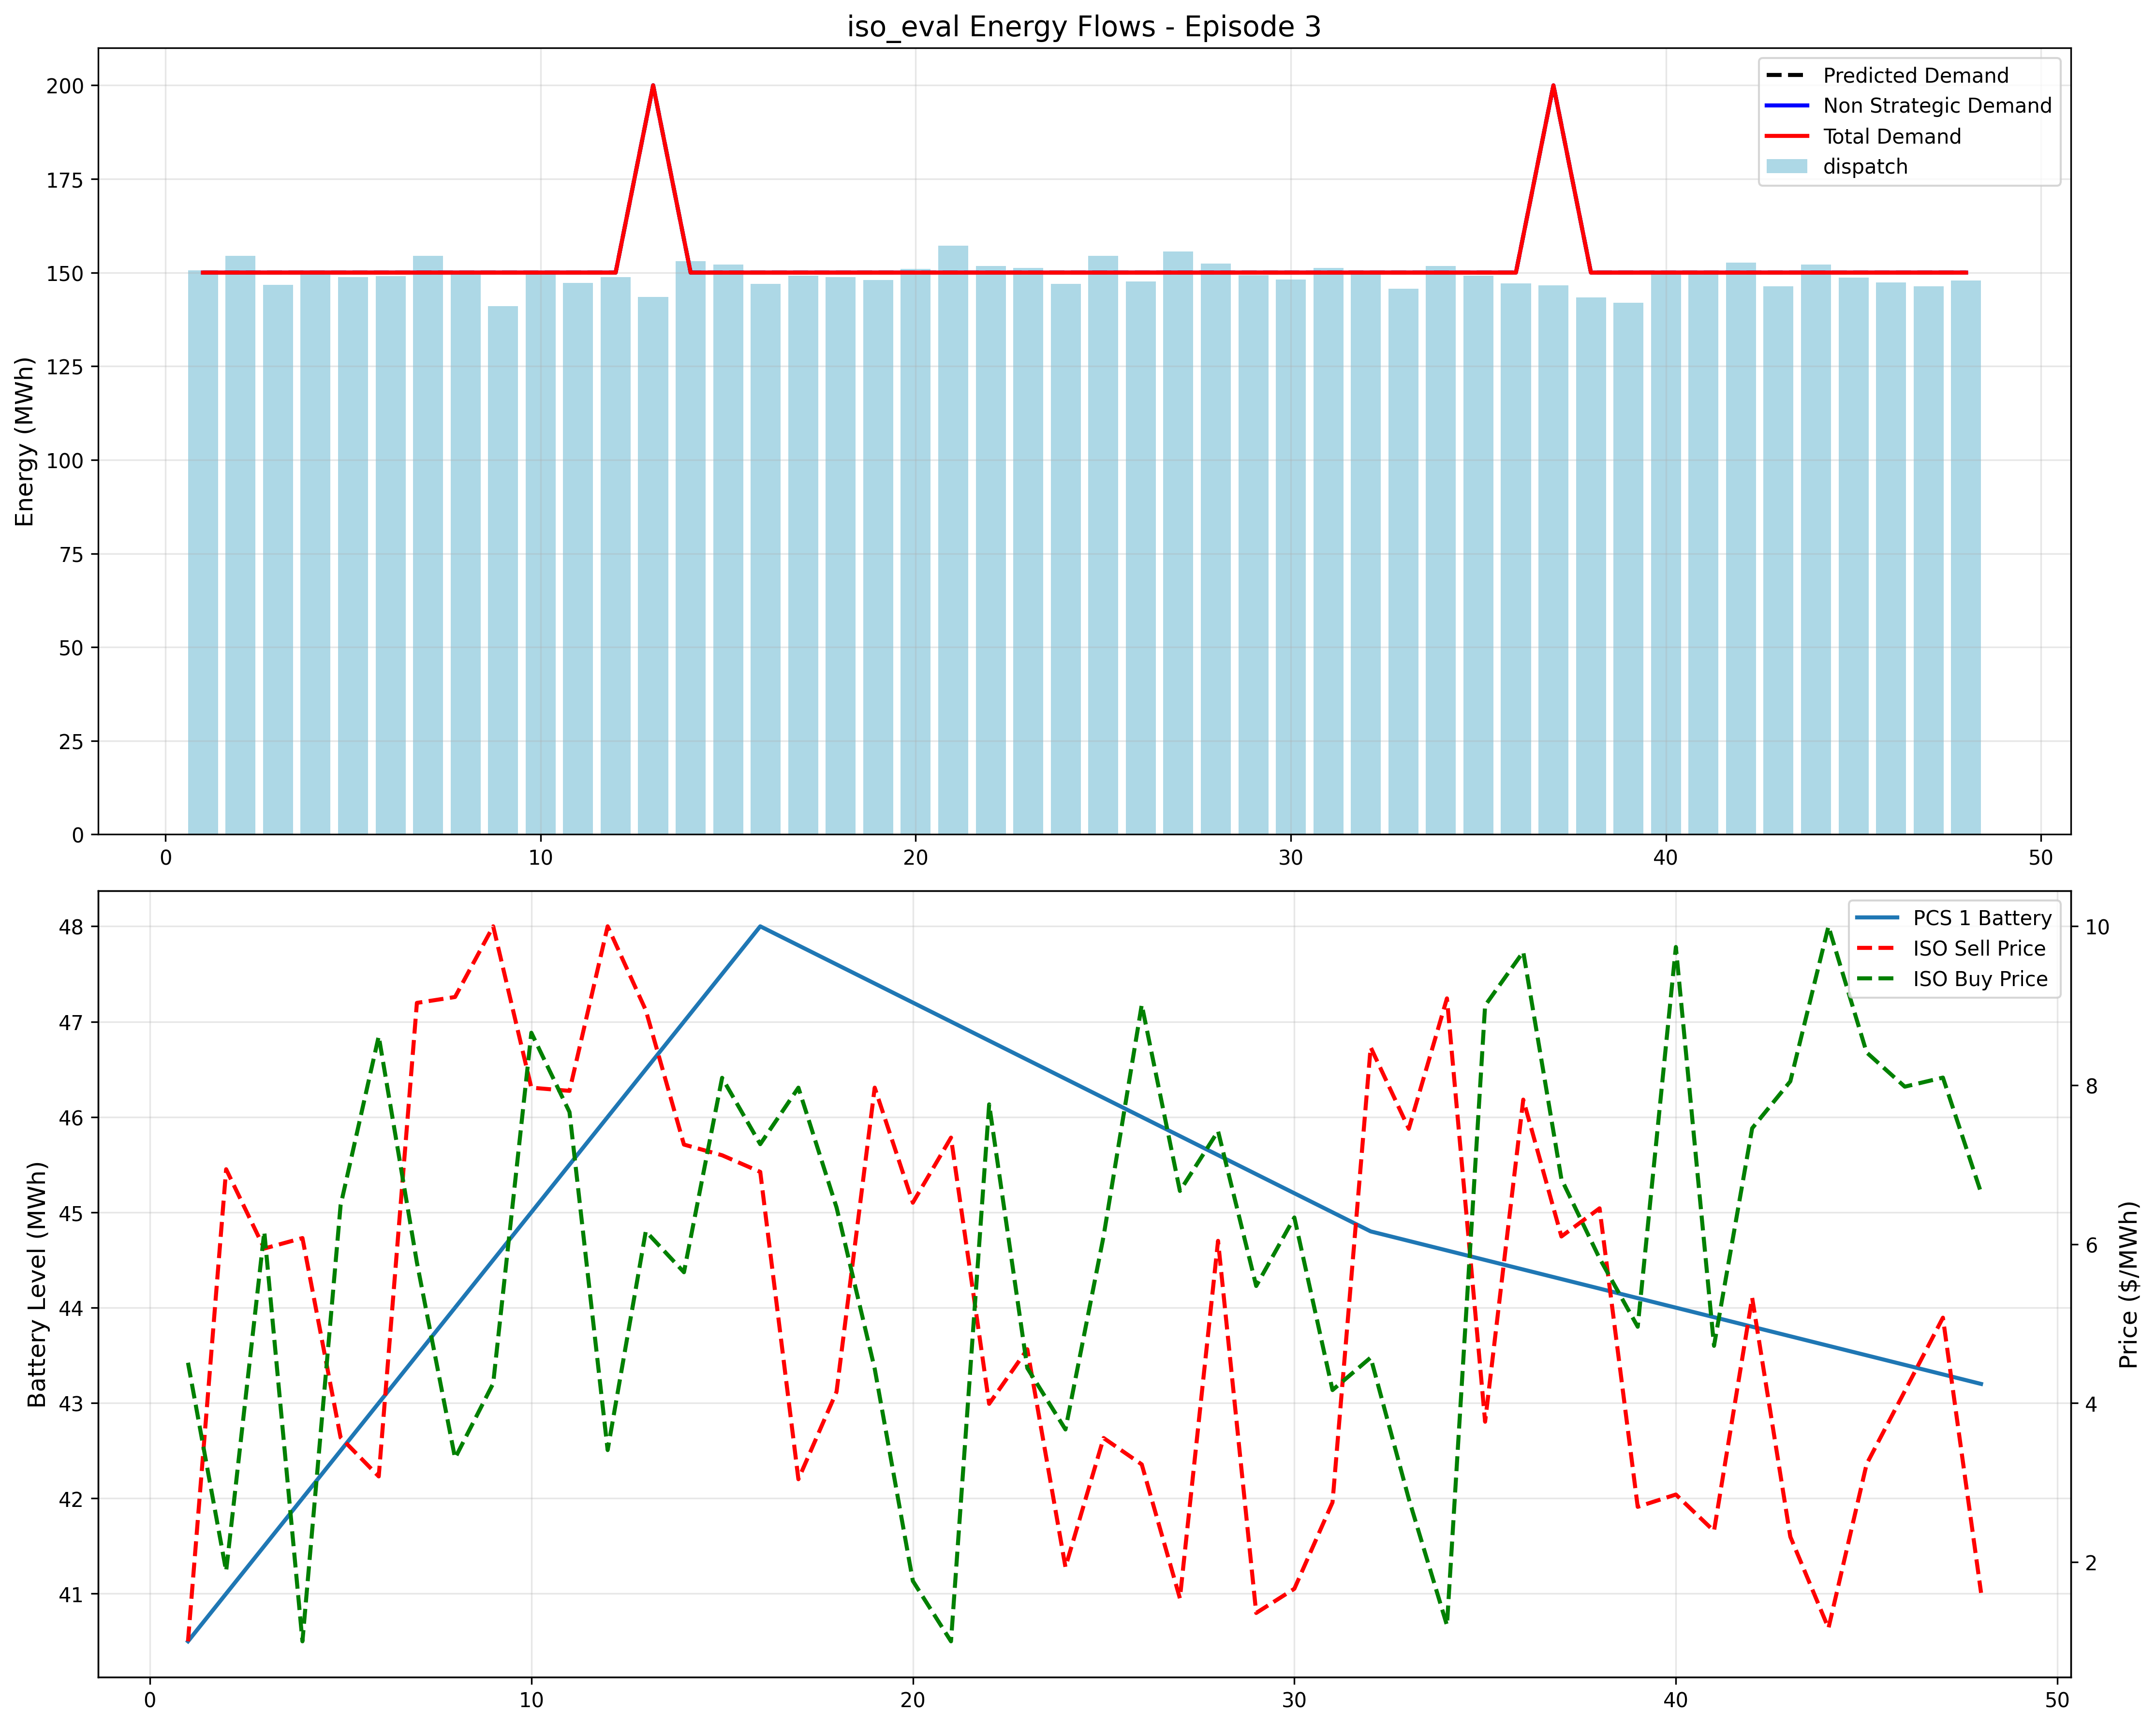 iso_eval Energy Flows - Episode 3
Energy (MWh)
200
175
150
125
100
75
50
25
0
0 10 20 30 40 50
Predicted Demand
Non Strategic Demand
Total Demand
dispatch
Battery Level (MWh)
48
47
46
45
44
43
42
41
0 10 20 30 40 50
PCS 1 Battery
ISO Sell Price
ISO Buy Price
10
8
6
4
2
Price ($/MWh)